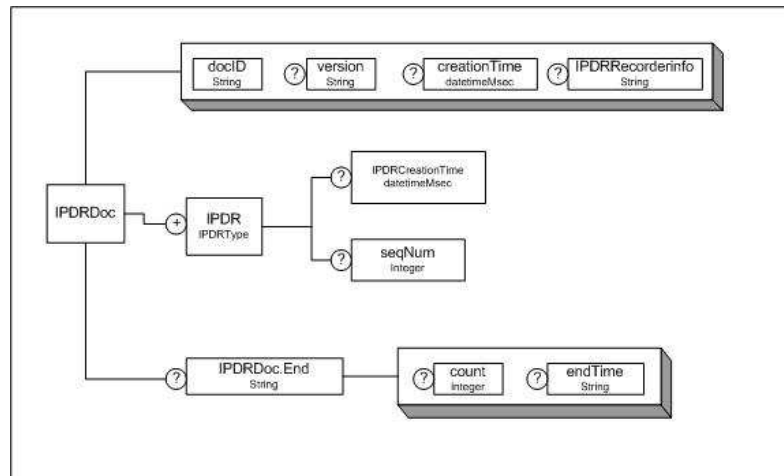 docID
String
?
version
String
?
creationTime
datetimeMsec
?
IPDRRecorderinfo
String
IPDRDoc
+
IPDR
IPDRType
?
IPDRCreationTime
datetimeMsec
?
seqNum
Integer
?
IPDRDoc.End
String
?
count
Integer
?
endTime
String